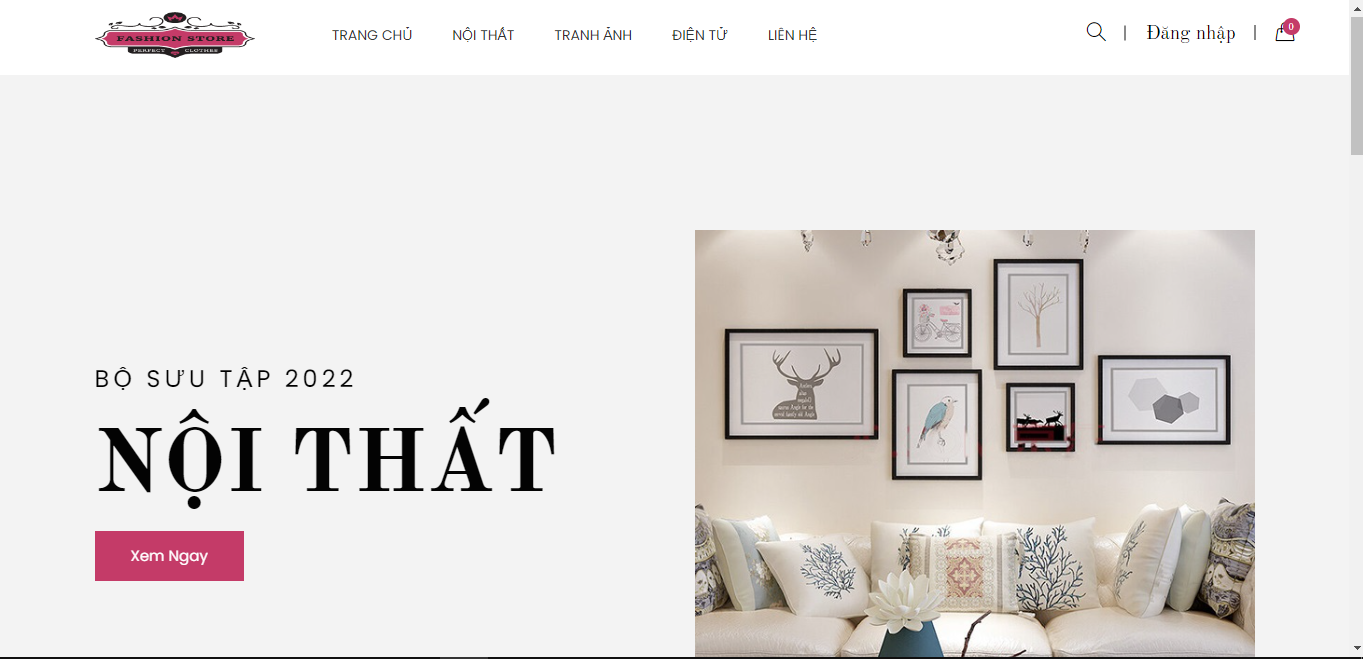 FASHION STORE
PERFECT CLOTHES
TRANG CHỦ
NỘI THẤT
TRANH ẢNH
ĐIỆN TỬ
LIÊN HỆ
Đăng nhập
0
BỘ SƯU TẬP 2022
NỘI THẤT
Xem Ngay